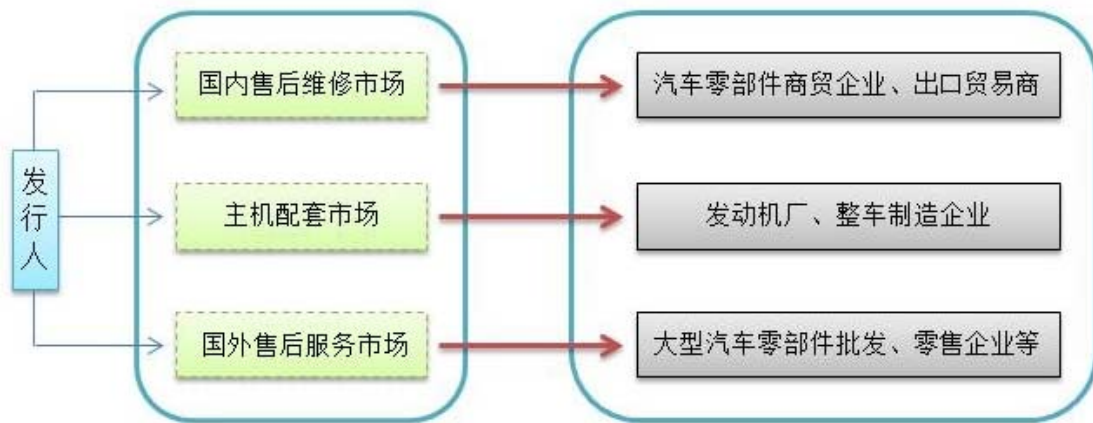 国内售后维修市场
汽车零部件商贸企业、出口贸易商
发行人
主机配套市场
发动机厂、整车制造企业
国外售后服务市场
大型汽车零部件批发、零售企业等